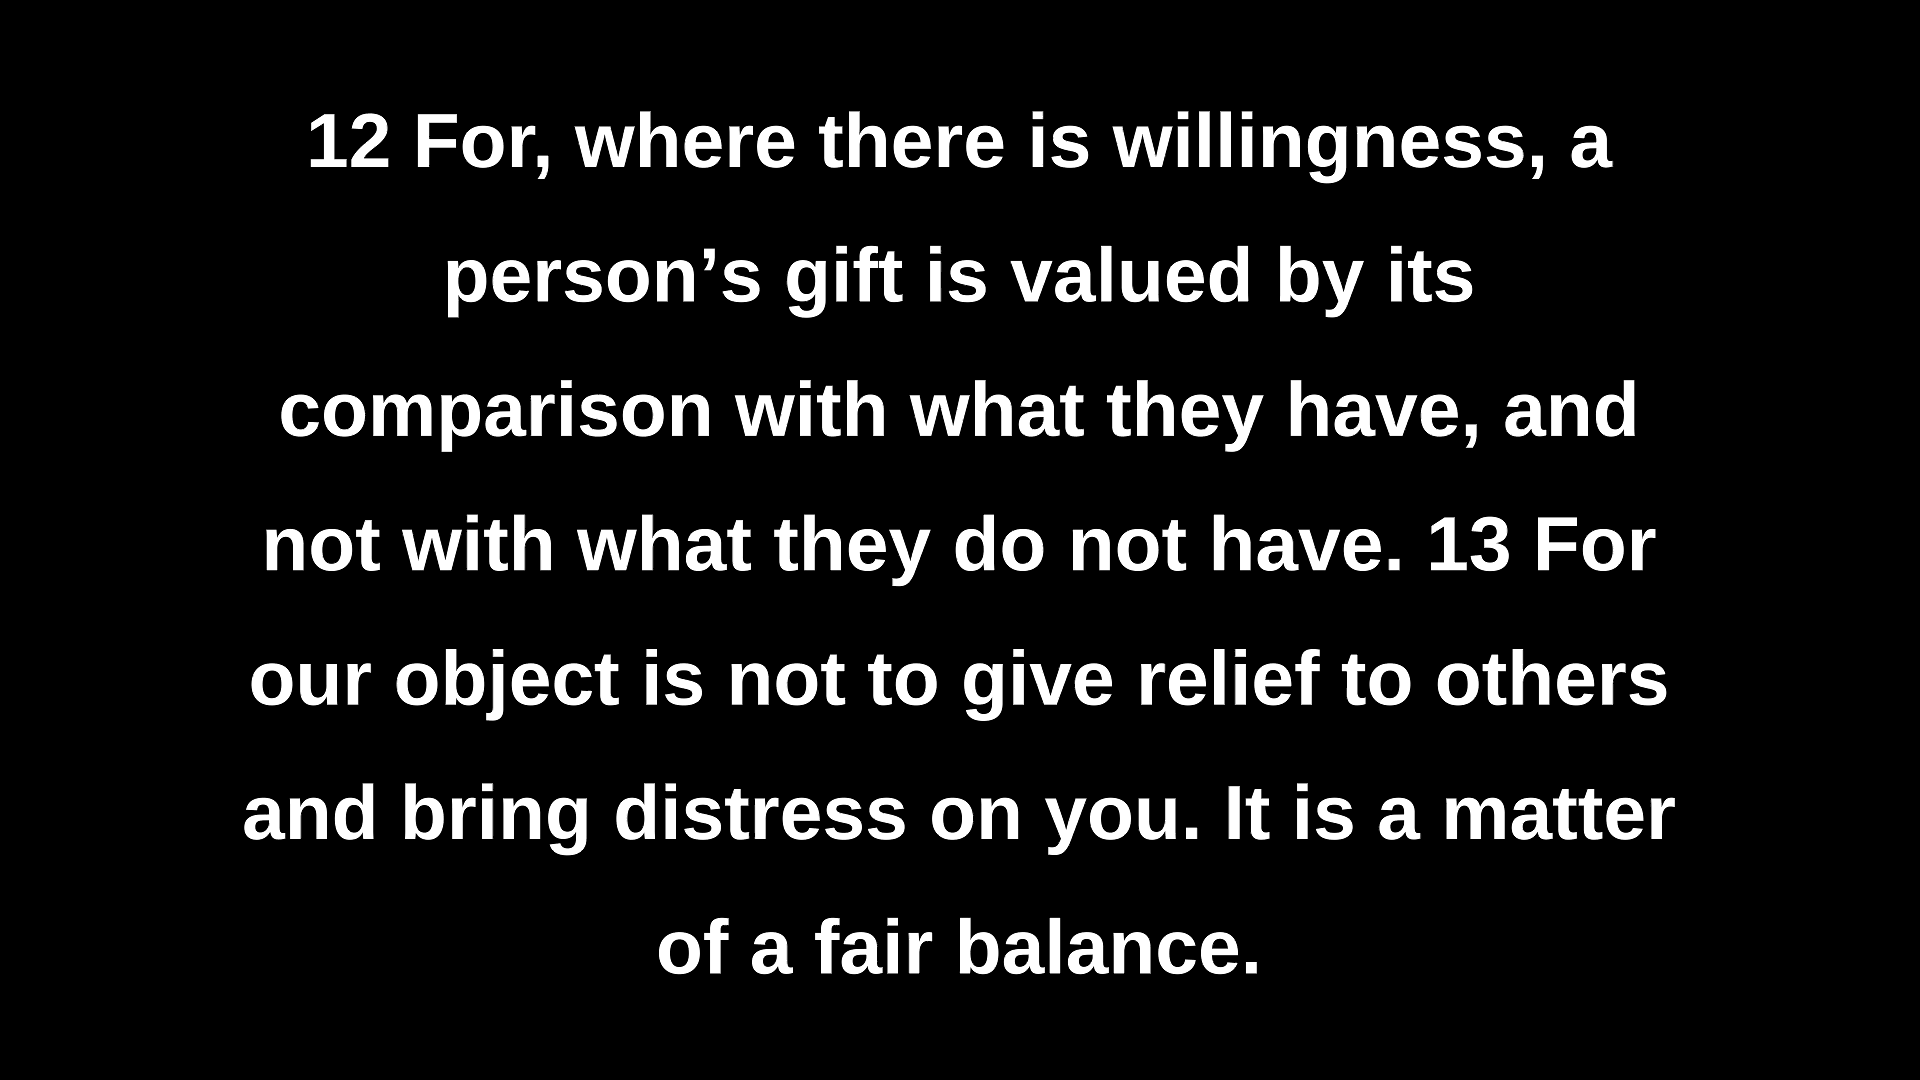 12 For, where there is willingness, a
person’s gift is valued by its
comparison with what they have, and
not with what they do not have. 13 For
our object is not to give relief to others
and bring distress on you. It is a matter
of a fair balance.